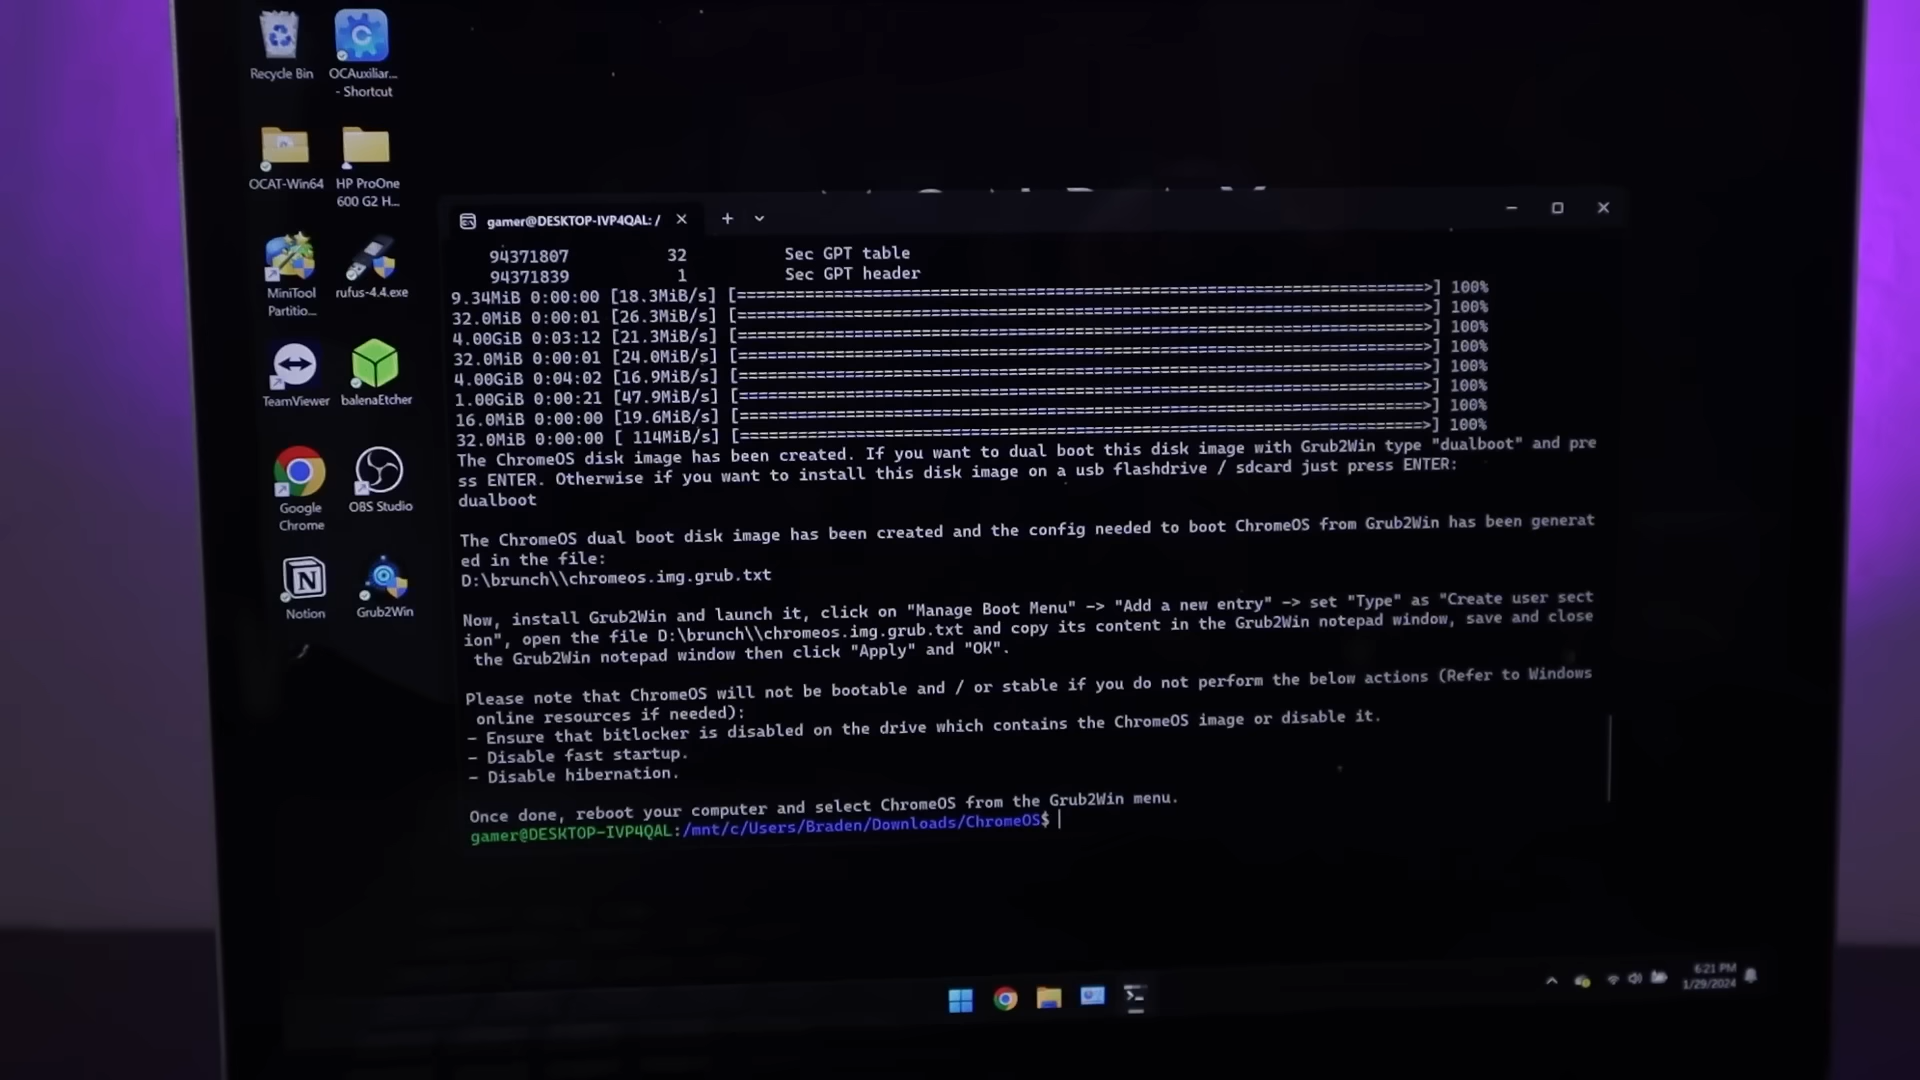 Recycle Bin
OCAuxiliar...
- Shortcut
OCAT-Win64
HP ProOne
600 G2 H...
MiniTool
Partitio...
rufus-4.4.exe
TeamViewer
balenaEtcher
Google
Chrome
OBS Studio
Notion
Grub2Win
gamer@DESKTOP-IVP4QAL: /
94371807 32 Sec GPT table
94371839 1 Sec GPT header
9.34MiB 0:00:00 [18.3MiB/s] [======================================================================>] 100%
32.0MiB 0:00:01 [26.3MiB/s] [======================================================================>] 100%
4.00GiB 0:03:12 [21.3MiB/s] [======================================================================>] 100%
32.0MiB 0:00:01 [24.0MiB/s] [======================================================================>] 100%
4.00GiB 0:04:02 [16.9MiB/s] [======================================================================>] 100%
1.00GiB 0:00:21 [47.9MiB/s] [======================================================================>] 100%
16.0MiB 0:00:00 [19.6MiB/s] [======================================================================>] 100%
32.0MiB 0:00:00 [ 114MiB/s] [======================================================================>] 100%
The ChromeOS disk image has been created. If you want to dual boot this disk image with Grub2Win type "dualboot" and pre
ss ENTER. Otherwise if you want to install this disk image on a usb flashdrive / sdcard just press ENTER:
dualboot
The ChromeOS dual boot disk image has been created and the config needed to boot ChromeOS from Grub2Win has been generat
ed in the file:
D:\brunch\\chromeos.img.grub.txt
Now, install Grub2Win and launch it, click on "Manage Boot Menu" -> "Add a new entry" -> set "Type" as "Create user sect
ion", open the file D:\brunch\\chromeos.img.grub.txt and copy its content in the Grub2Win notepad window, save and close
the Grub2Win notepad window then click "Apply" and "OK".
Please note that ChromeOS will not be bootable and / or stable if you do not perform the below actions (Refer to Windows
online resources if needed):
- Ensure that bitlocker is disabled on the drive which contains the ChromeOS image or disable it.
- Disable fast startup.
- Disable hibernation.
Once done, reboot your computer and select ChromeOS from the Grub2Win menu.
gamer@DESKTOP-IVP4QAL:/mnt/c/Users/Braden/Downloads/ChromeOS$
6:21 PM
1/29/2024